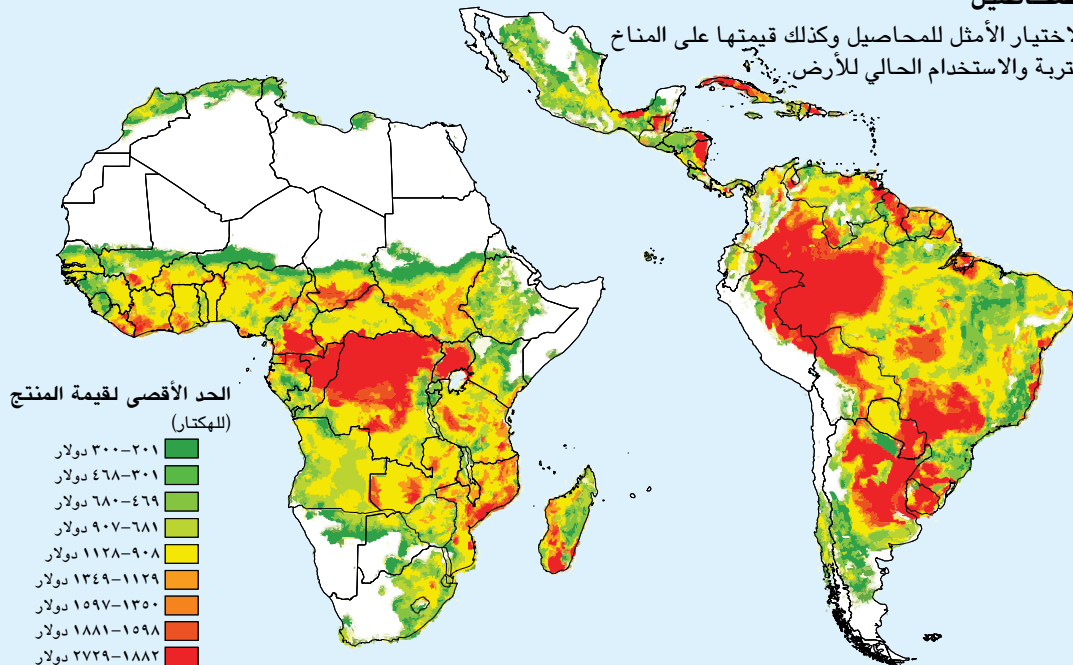 لاختيار الأمثل للمحاصيل وكذلك قيمتها على المناخ
تربة والاستخدام الحالي للأرض.
الحد الأقصى لقيمة المنتج
(للهكتار)
٢٠١–٣٠٠ دولار
٣٠١–٤٦٨ دولار
٤٦٩–٦٨٠ دولار
٦٨١–٩٠٧ دولار
٩٠٨–١١٢٨ دولار
١١٢٩–١٣٤٩ دولار
١٣٥٠–١٥٩٧ دولار
١٥٩٨–١٨٨١ دولار
١٨٨٢–٢٧٢٩ دولار